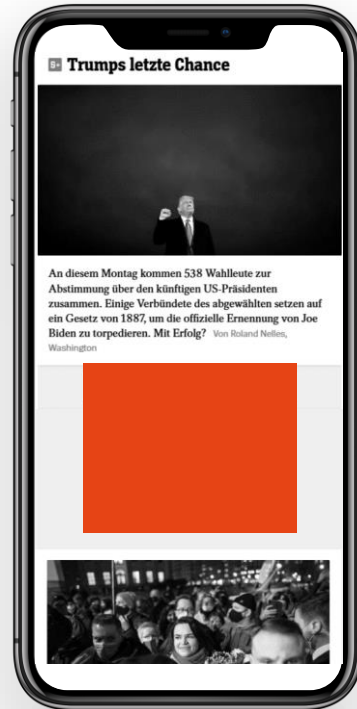 S+ Trumps letzte Chance
An diesem Montag kommen 538 Wahlleute zur
Abstimmung über den künftigen US-Präsidenten
zusammen. Einige Verbündete des abgewählten setzen auf
ein Gesetz von 1887, um die offizielle Ernennung von Joe
Biden zu torpedieren. Mit Erfolg? Von Roland Nelles,
Washington